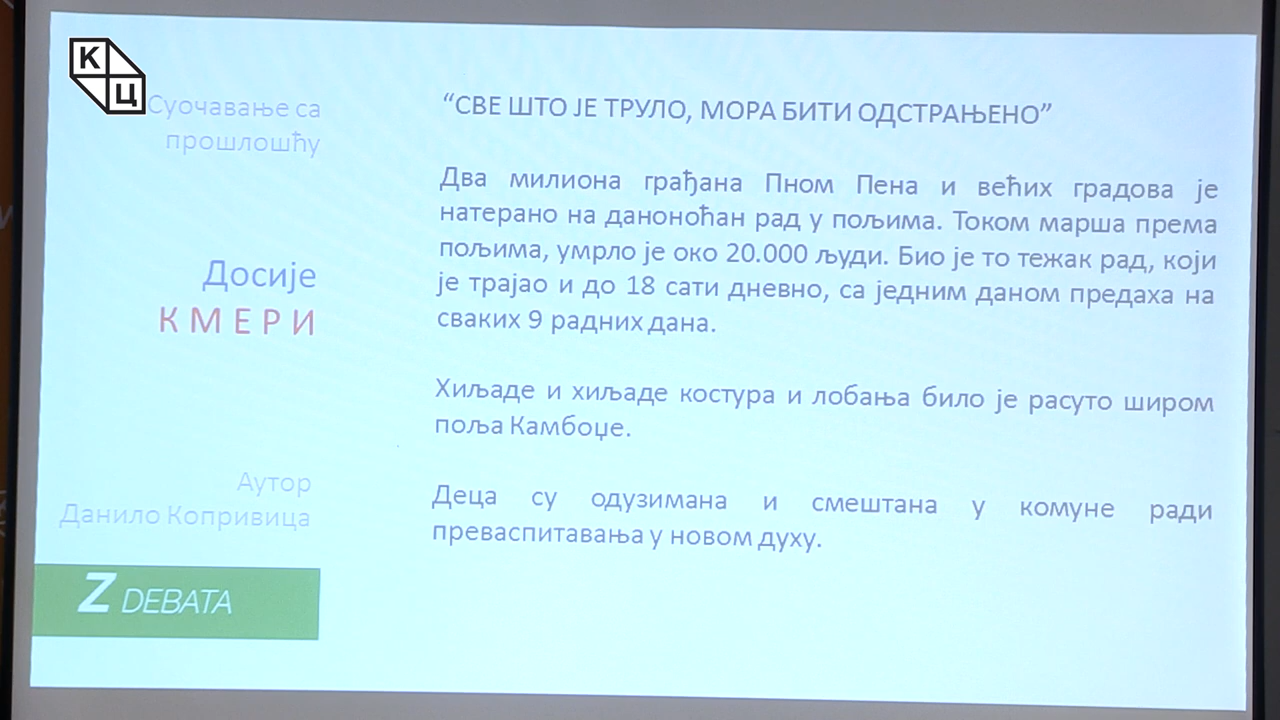 К
Ц
Суочавање са
прошлошћу
Досије
КМЕРИ
Аутор
Данило Копривица
Z DEBATA
“СВЕ ШТО ЈЕ ТРУЛО, МОРА БИТИ ОДСТРАЊЕНО”
Два милиона грађана Пном Пена и већих градова је
натерано на даноноћан рад у пољима. Током марша према
пољима, умрло је око 20.000 људи. Био је то тежак рад, који
је трајао и до 18 сати дневно, са једним даном предаха на
сваких 9 радних дана.
Хиљаде и хиљаде костура и лобања било је расуто широм
поља Камбоџе.
Деца су одузимана и смештана у комуне ради
преваспитавања у новом духу.